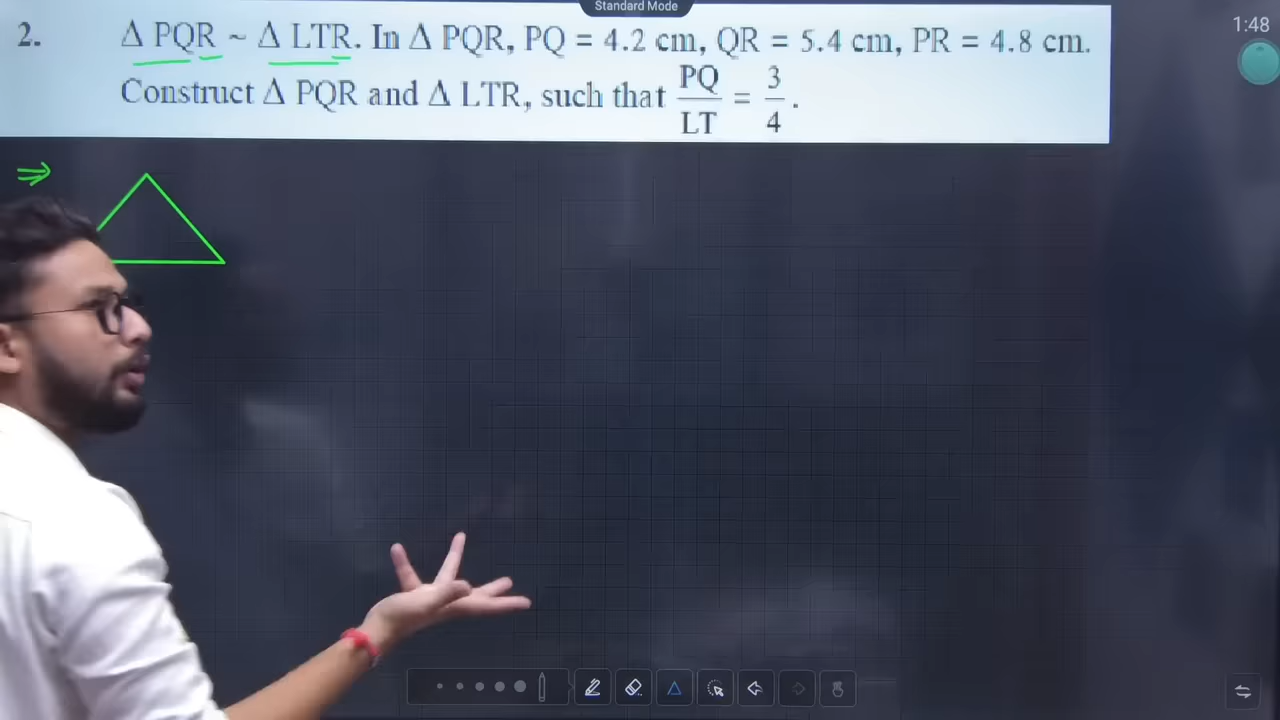 Standard Mode
1:48
2. Δ PQR ~ Δ LTR. In Δ PQR, PQ = 4.2 cm, QR = 5.4 cm, PR = 4.8 cm.
Construct Δ PQR and Δ LTR, such that PQ/LT = 3/4.
⇒